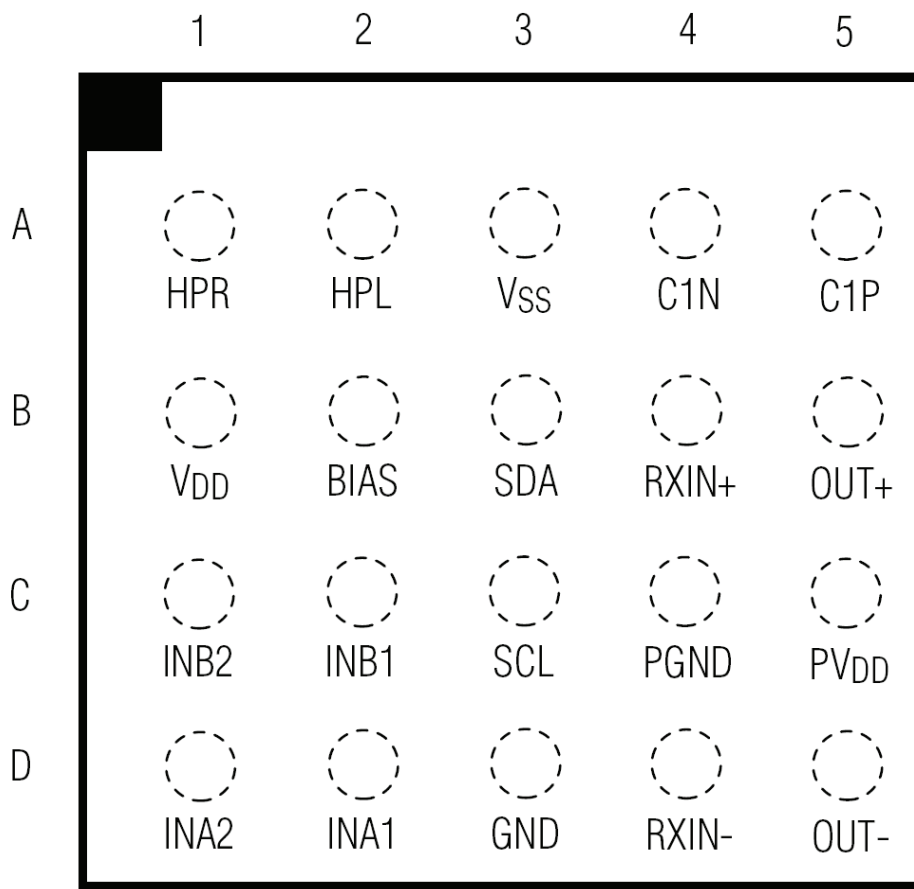 1 2 3 4 5
A
HPR HPL VSS C1N C1P
B
VDD BIAS SDA RXIN+ OUT+
C
INB2 INB1 SCL PGND PVDD
D
INA2 INA1 GND RXIN- OUT-